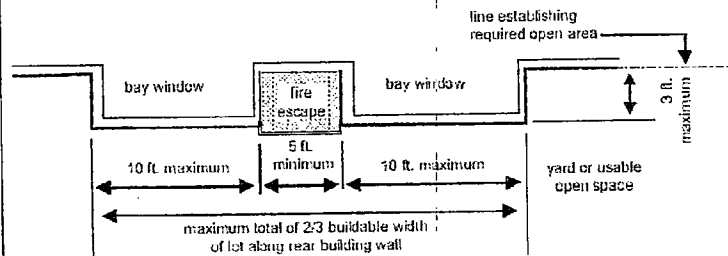 line establishing
required open area
bay window
fire
escape
bay window
3 ft.
maximum
5 ft.
minimum
10 ft. maximum
10 ft. maximum
yard or usable
open space
maximum total of 2/3 buildable width
of lot along rear building wall